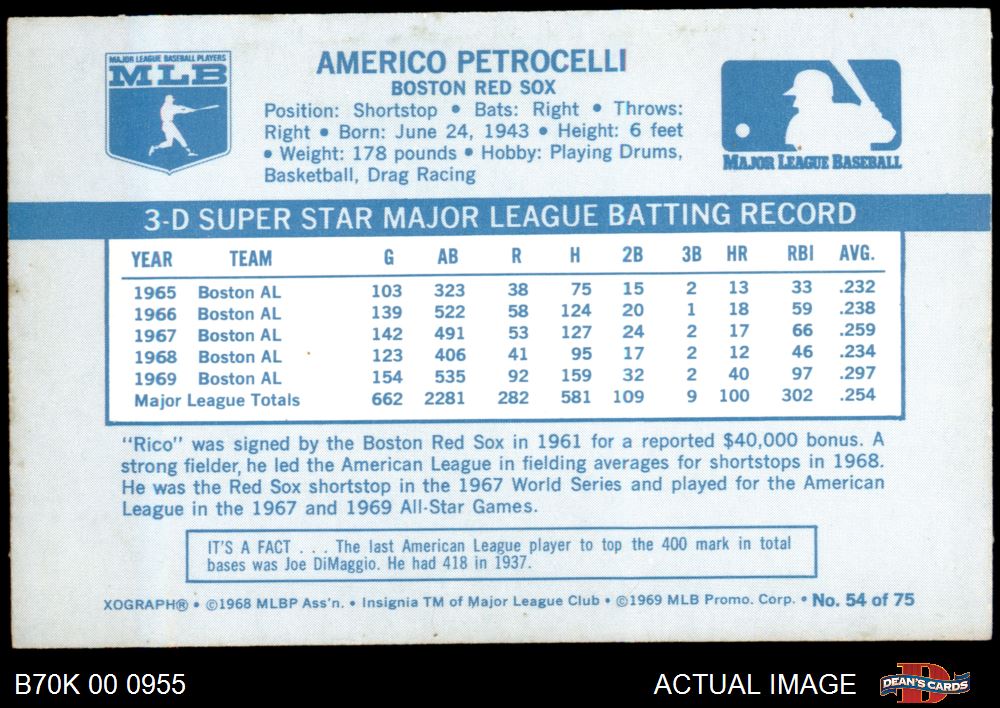 MAJOR LEAGUE BASEBALL PLAYERS
MLB
AMERICO PETROCELLI
BOSTON RED SOX
Position: Shortstop • Bats: Right • Throws:
Right • Born: June 24, 1943 • Height: 6 feet
• Weight: 178 pounds • Hobby: Playing Drums,
Basketball, Drag Racing
MAJOR LEAGUE BASEBALL
3-D SUPER STAR MAJOR LEAGUE BATTING RECORD
YEAR TEAM G AB R H 2B 3B HR RBI AVG.
1965 Boston AL 103 323 38 75 15 2 13 33 .232
1966 Boston AL 139 522 58 124 20 1 18 59 .238
1967 Boston AL 142 491 53 127 24 2 17 66 .259
1968 Boston AL 123 406 41 95 17 2 12 46 .234
1969 Boston AL 154 535 92 159 32 2 40 97 .297
Major League Totals 662 2281 282 581 109 9 100 302 .254
"Rico" was signed by the Boston Red Sox in 1961 for a reported $40,000 bonus. A
strong fielder, he led the American League in fielding averages for shortstops in 1968.
He was the Red Sox shortstop in the 1967 World Series and played for the American
League in the 1967 and 1969 All-Star Games.
IT'S A FACT . . . The last American League player to top the 400 mark in total
bases was Joe DiMaggio. He had 418 in 1937.
XOGRAPH® • ©1968 MLBP Ass'n. • Insignia TM of Major League Club • ©1969 MLB Promo. Corp. • No. 54 of 75
B70K 00 0955
ACTUAL IMAGE
D
DEAN'S CARDS